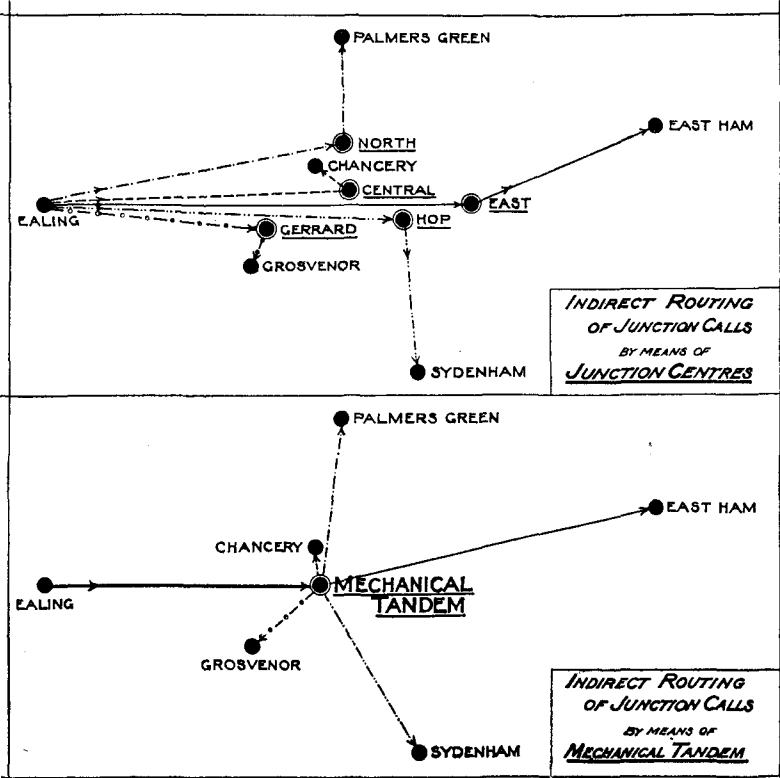 PALMERS GREEN
EAST HAM
NORTH
CHANCERY
CENTRAL
EALING
EAST
HOP
GERRARD
GROSVENOR
SYDENHAM
INDIRECT ROUTING
OF JUNCTION CALLS
BY MEANS OF
JUNCTION CENTRES
PALMERS GREEN
EAST HAM
CHANCERY
EALING
MECHANICAL
TANDEM
GROSVENOR
SYDENHAM
INDIRECT ROUTING
OF JUNCTION CALLS
BY MEANS OF
MECHANICAL TANDEM